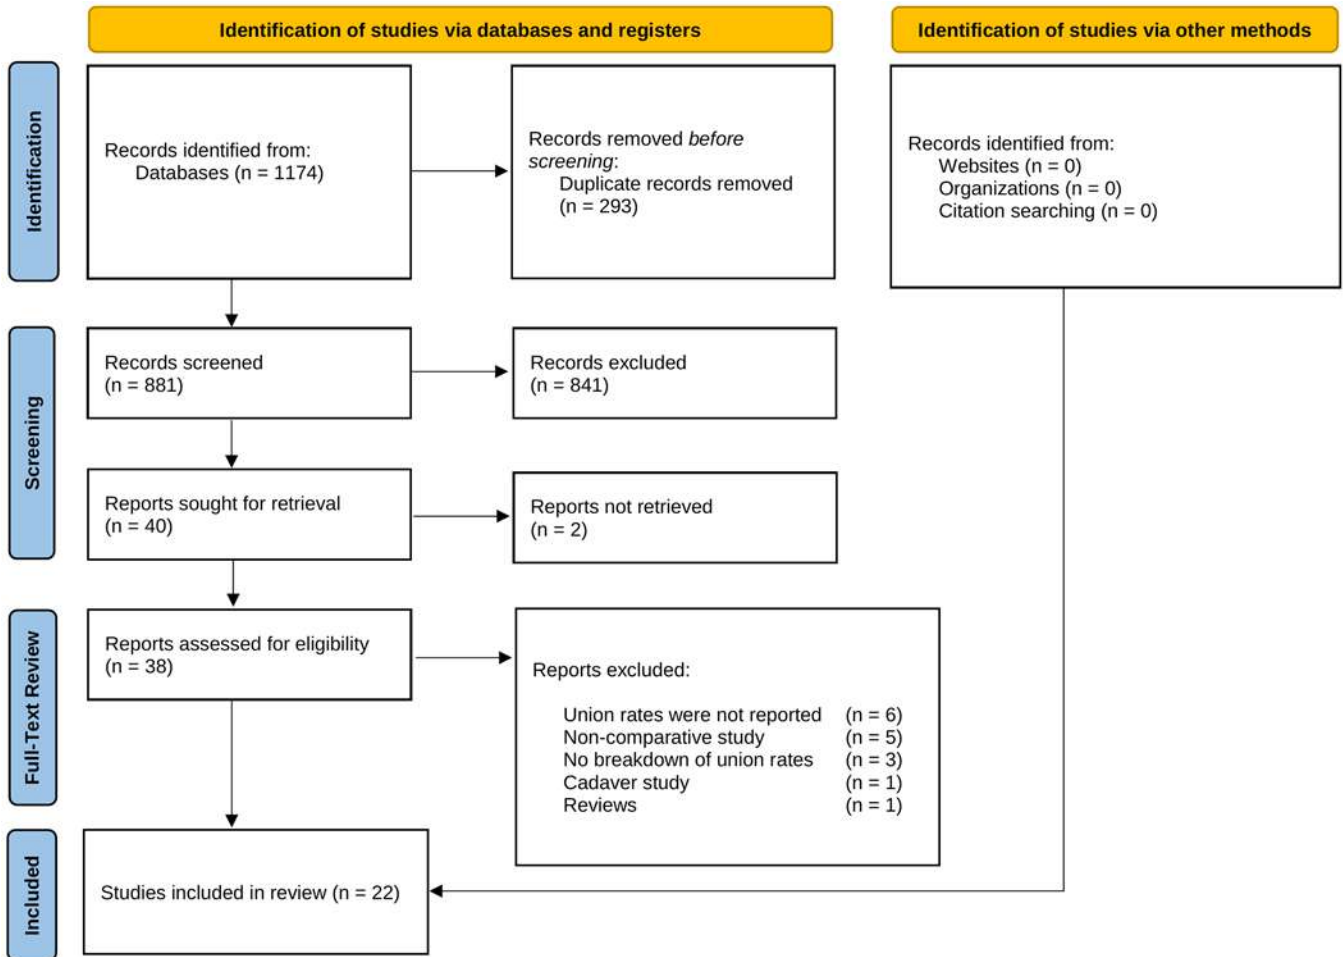 Identification of studies via databases and registers
Identification of studies via other methods
Identification
Records identified from:
Databases (n = 1174)
Records removed before
screening:
Duplicate records removed
(n = 293)
Records identified from:
Websites (n = 0)
Organizations (n = 0)
Citation searching (n = 0)
Screening
Records screened
(n = 881)
Records excluded
(n = 841)
Reports sought for retrieval
(n = 40)
Reports not retrieved
(n = 2)
Full-Text Review
Reports assessed for eligibility
(n = 38)
Reports excluded:
Union rates were not reported (n = 6)
Non-comparative study (n = 5)
No breakdown of union rates (n = 3)
Cadaver study (n = 1)
Reviews (n = 1)
Included
Studies included in review (n = 22)